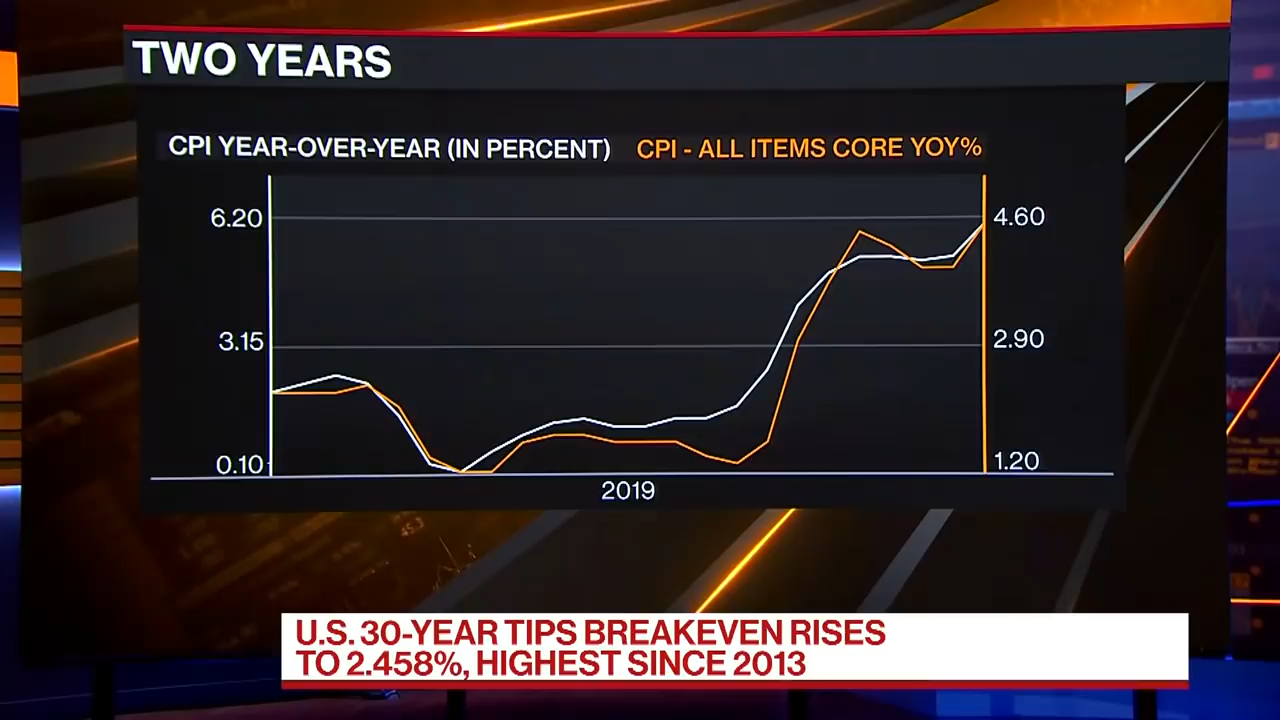 TWO YEARS
CPI YEAR-OVER-YEAR (IN PERCENT) CPI - ALL ITEMS CORE YOY%
6.20 4.60
3.15 2.90
0.10 1.20
2019
U.S. 30-YEAR TIPS BREAKEVEN RISES
TO 2.458%, HIGHEST SINCE 2013